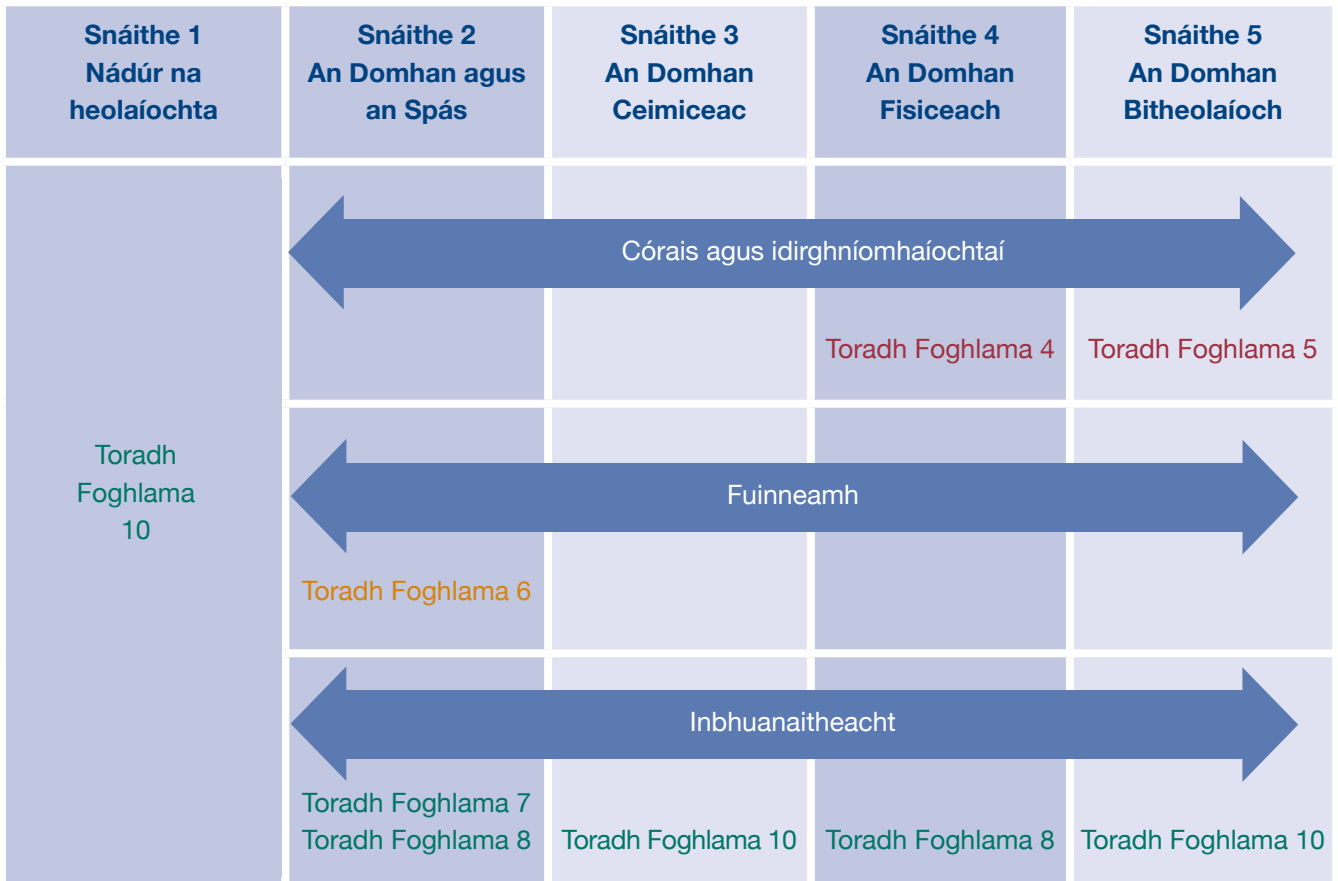 Snáithe 1
Nádúr na
heolaíochta
Snáithe 2
An Domhan agus
an Spás
Snáithe 3
An Domhan
Ceimiceac
Snáithe 4
An Domhan
Fisiceach
Snáithe 5
An Domhan
Bitheolaíoch
Córais agus idirghníomhaíochtaí
Toradh Foghlama 4
Toradh Foghlama 5
Toradh
Foghlama
10
Fuinneamh
Toradh Foghlama 6
Inbhuanaitheacht
Toradh Foghlama 7
Toradh Foghlama 8
Toradh Foghlama 10
Toradh Foghlama 8
Toradh Foghlama 10